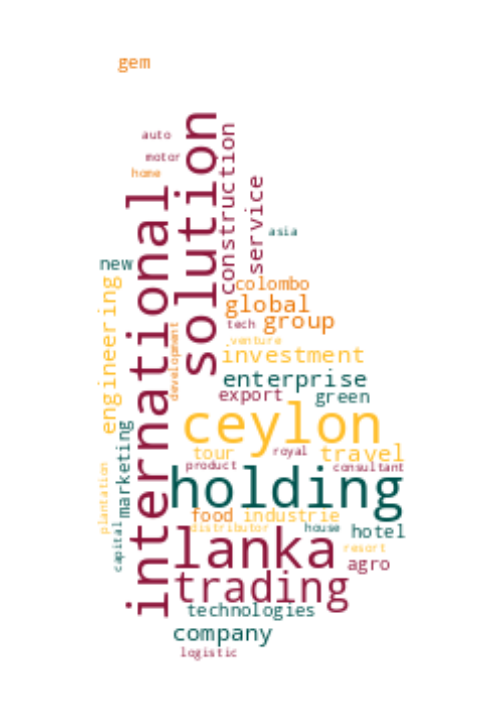 gem
auto
motor
home
solution
construction
international
service
asia
new
engineering
colombo
global
tech
group
development
venture
investment
enterprise
export
green
ceylon
marketing
tour
royal
travel
product
consultant
plantation
holding
food
industrie
capital
distributor
house
hotel
lanka
resort
agro
trading
technologies
company
logistic